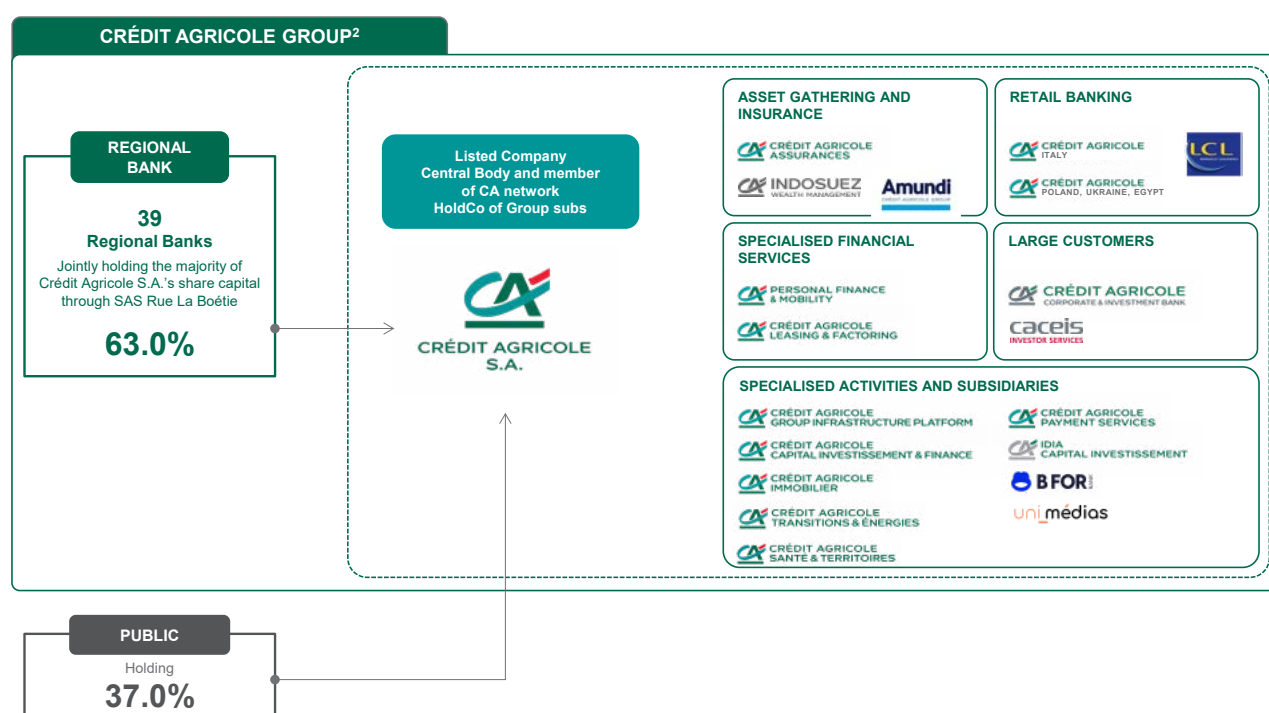 CRÉDIT AGRICOLE GROUP²
REGIONAL
BANK
39
Regional Banks
Jointly holding the majority of
Crédit Agricole S.A.'s share capital
through SAS Rue La Boétie
63.0%
Listed Company
Central Body and member
of CA network
HoldCo of Group subs
CRÉDIT AGRICOLE
S.A.
ASSET GATHERING AND
INSURANCE
CRÉDIT AGRICOLE
ASSURANCES
INDOSUEZ
WEALTH MANAGEMENT
Amundi
CRÉDIT AGRICOLE GROUP
RETAIL BANKING
CRÉDIT AGRICOLE
ITALY
LCL
CRÉDIT AGRICOLE
POLAND, UKRAINE, EGYPT
SPECIALISED FINANCIAL
SERVICES
PERSONAL FINANCE
& MOBILITY
CRÉDIT AGRICOLE
LEASING & FACTORING
LARGE CUSTOMERS
CRÉDIT AGRICOLE
CORPORATE & INVESTMENT BANK
caceis
INVESTOR SERVICES
SPECIALISED ACTIVITIES AND SUBSIDIARIES
CRÉDIT AGRICOLE
GROUP INFRASTRUCTURE PLATFORM
CRÉDIT AGRICOLE
CAPITAL INVESTISSEMENT & FINANCE
CRÉDIT AGRICOLE
IMMOBILIER
CRÉDIT AGRICOLE
TRANSITIONS & ÉNERGIES
CRÉDIT AGRICOLE
SANTÉ & TERRITOIRES
CRÉDIT AGRICOLE
PAYMENT SERVICES
IDIA
CAPITAL INVESTISSEMENT
BFOR BANK
uni_médias
PUBLIC
Holding
37.0%